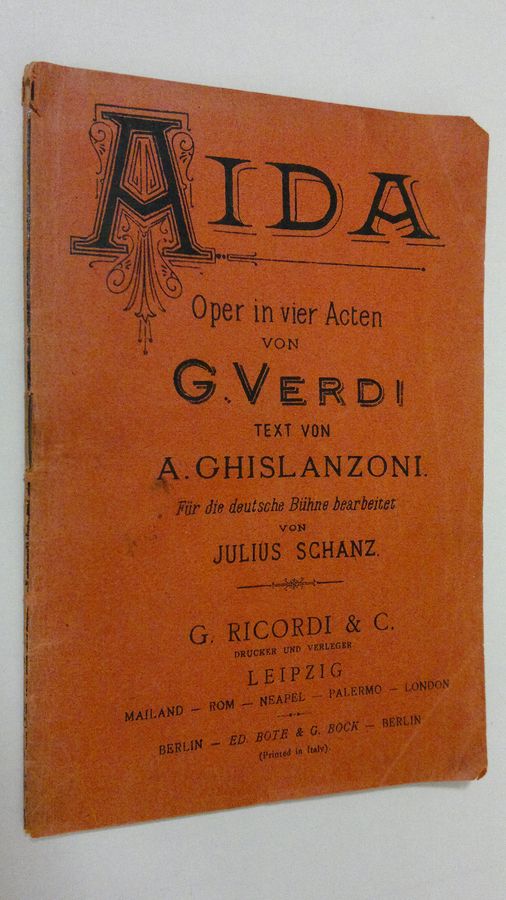 AIDA
Oper in vier Acten
VON
G. VERDI
TEXT VON
A. GHISLANZONI.
Für die deutsche Bühne bearbeitet
VON
JULIUS SCHANZ.
G. RICORDI & C.
DRUCKER UND VERLEGER
LEIPZIG
MAILAND — ROM — NEAPEL — PALERMO — LONDON
BERLIN — ED. BOTE & G. BOCK — BERLIN
(Printed in Italy).